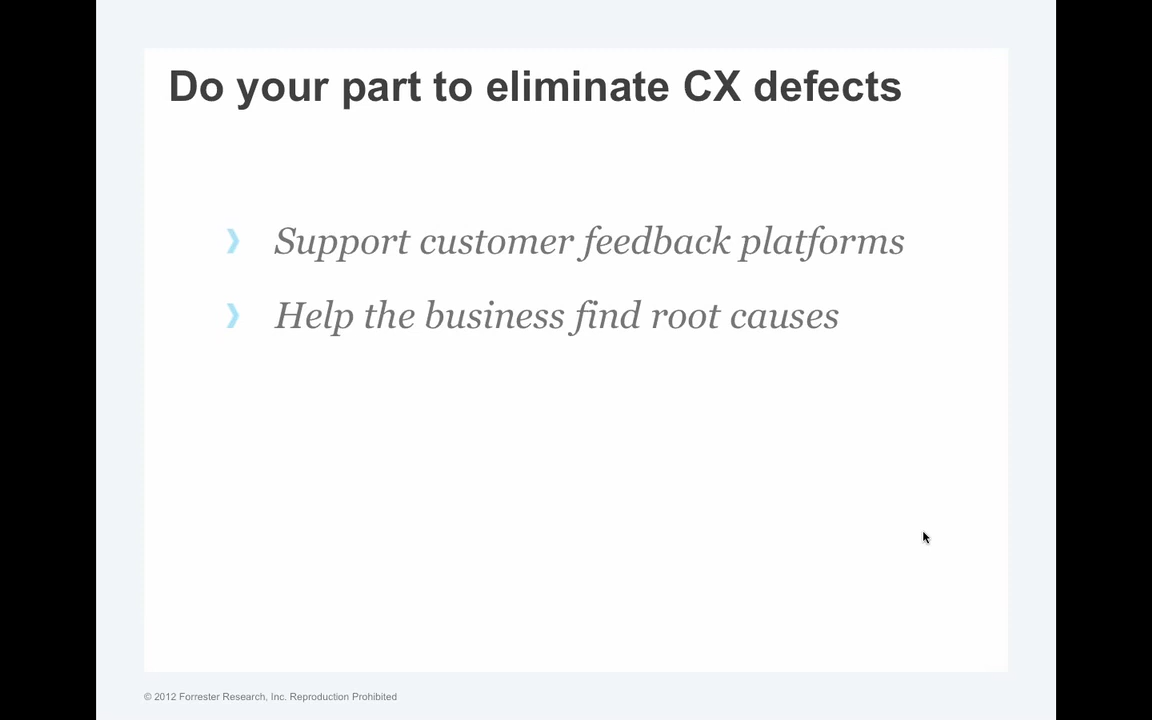 Do your part to eliminate CX defects
Support customer feedback platforms
Help the business find root causes
© 2012 Forrester Research, Inc. Reproduction Prohibited